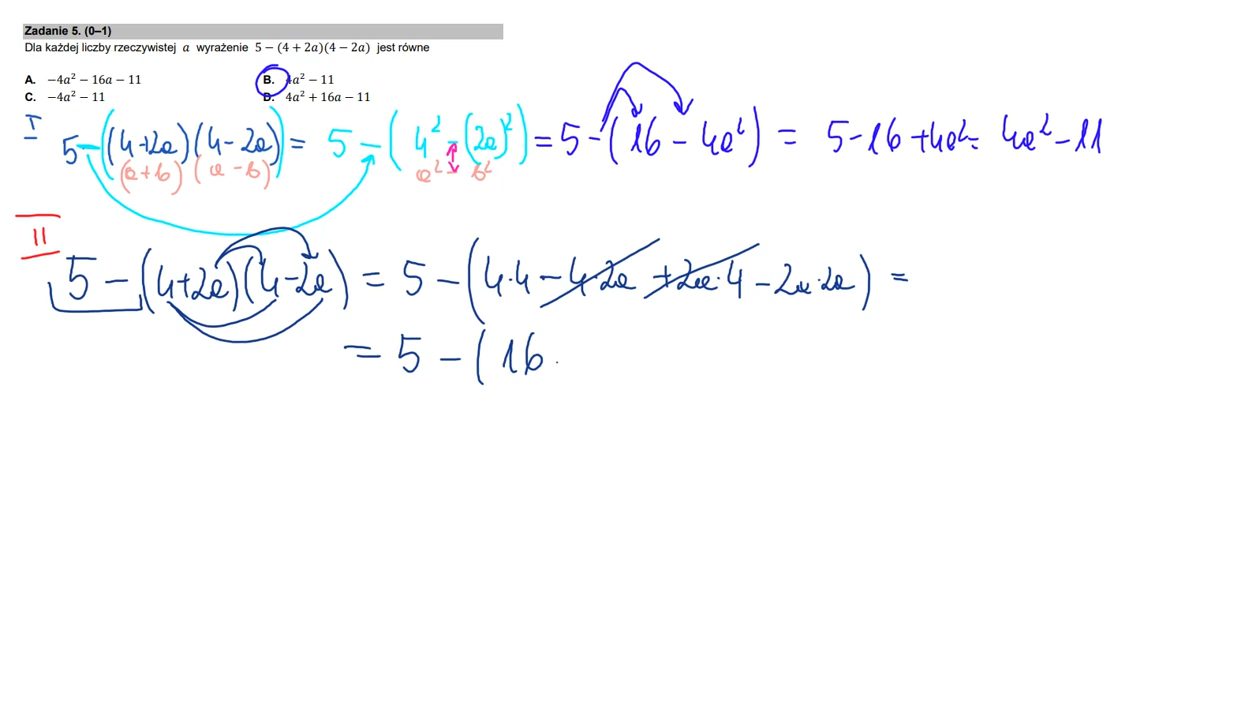 Zadanie 5. (0–1)
Dla każdej liczby rzeczywistej a wyrażenie 5 − (4 + 2a)(4 − 2a) jest równe
A. −4a² − 16a − 11
B. 4a² − 11
C. −4a² − 11
D. 4a² + 16a − 11
I
5-((4+2a)(4-2a)) = 5-(4²-(2a)²) = 5-(16-4a²) = 5-16+4a² = 4a²-11
(a+b)(a-b) a² b²
II
5-(4+2a)(4-2a) = 5-(4·4-4·2a+2a·4-2a·2a) =
= 5-(16